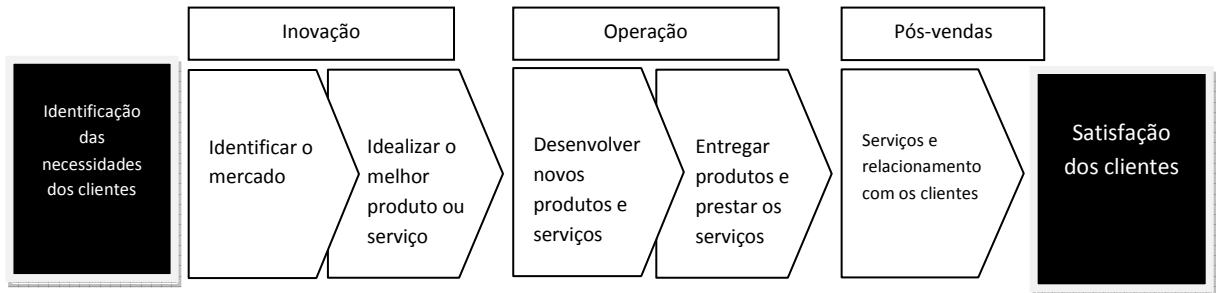 Inovação
Operação
Pós-vendas
Identificação
das
necessidades
dos clientes
Identificar o
mercado
Idealizar o
melhor
produto ou
serviço
Desenvolver
novos
produtos e
serviços
Entregar
produtos e
prestar os
serviços
Serviços e
relacionamento
com os clientes
Satisfação
dos clientes